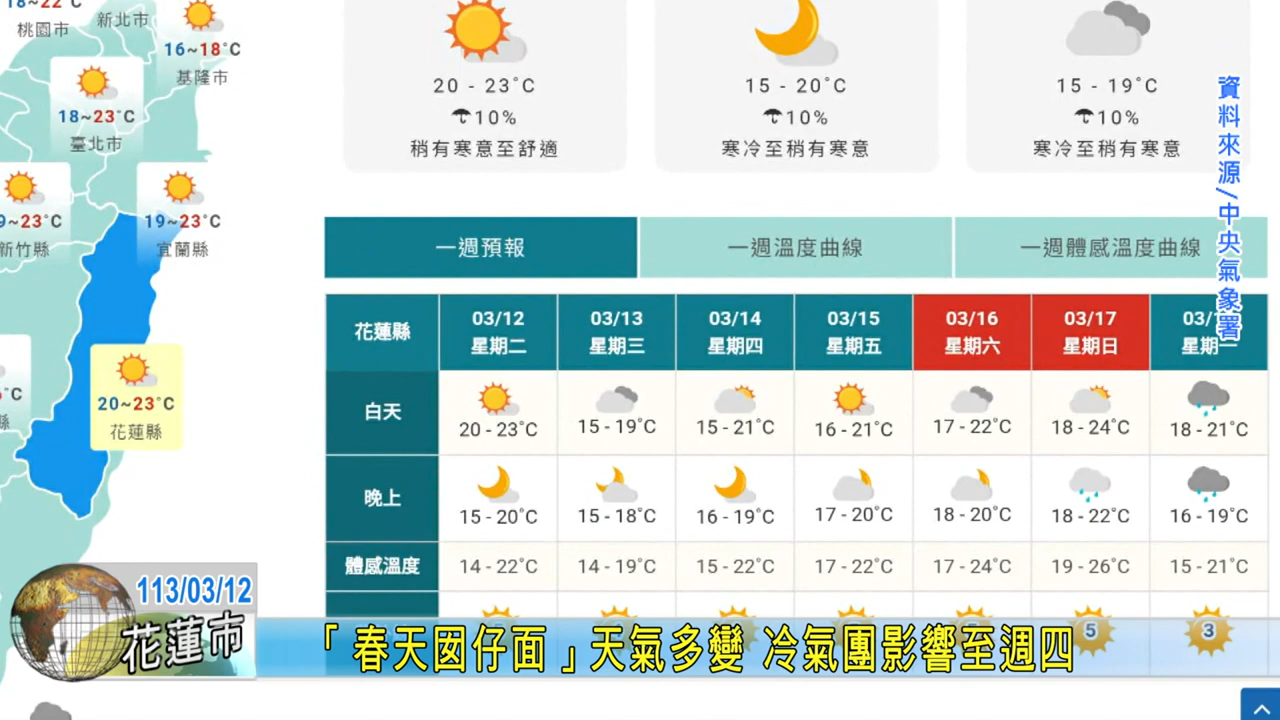 18~22°C
桃園市
新北市
16~18°C
基隆市
18~23°C
臺北市
~23°C
新竹縣
19~23°C
宜蘭縣
°C
縣
20~23°C
花蓮縣
20 - 23°C
10%
稍有寒意至舒適
15 - 20°C
10%
寒冷至稍有寒意
15 - 19°C
10%
寒冷至稍有寒意
資料來源/中央氣象署
一週預報 一週溫度曲線 一週體感溫度曲線
花蓮縣 03/12 星期二 03/13 星期三 03/14 星期四 03/15 星期五 03/16 星期六 03/17 星期日 03/1 星期一
白天 20 - 23°C 15 - 19°C 15 - 21°C 16 - 21°C 17 - 22°C 18 - 24°C 18 - 21°C
晚上 15 - 20°C 15 - 18°C 16 - 19°C 17 - 20°C 18 - 20°C 18 - 22°C 16 - 19°C
體感溫度 14 - 22°C 14 - 19°C 15 - 22°C 17 - 22°C 17 - 24°C 19 - 26°C 15 - 21°C
5 3
113/03/12
花蓮市
「春天囡仔面」天氣多變 冷氣團影響至週四